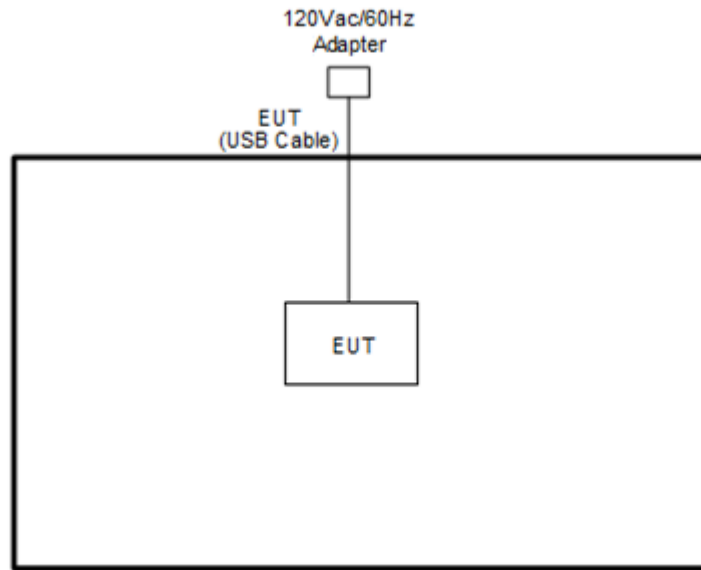 120Vac/60Hz
Adapter
EUT
(USB Cable)
EUT